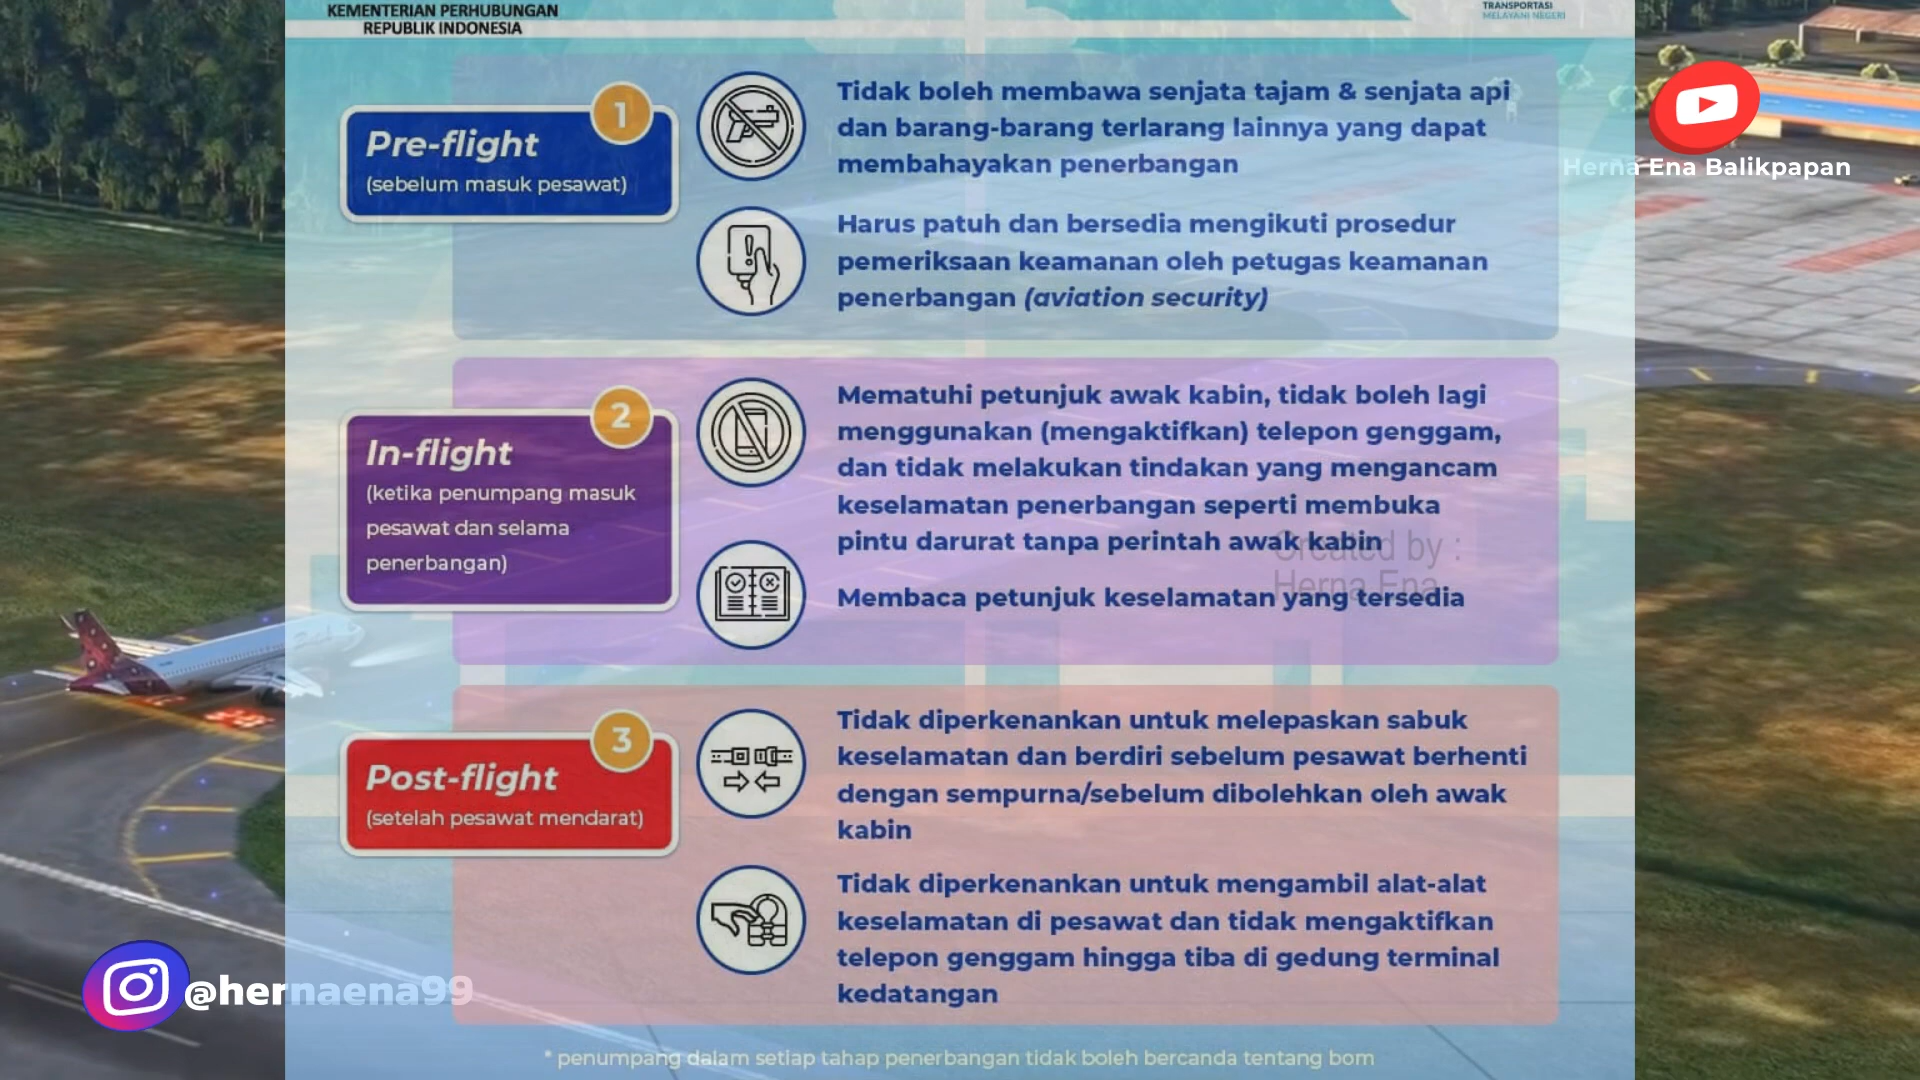 KEMENTERIAN PERHUBUNGAN
REPUBLIK INDONESIA
TRANSPORTASI
MELAYANI NEGERI
Pre-flight
1
(sebelum masuk pesawat)
Tidak boleh membawa senjata tajam & senjata api
dan barang-barang terlarang lainnya yang dapat
membahayakan penerbangan
Harus patuh dan bersedia mengikuti prosedur
pemeriksaan keamanan oleh petugas keamanan
penerbangan (aviation security)
Herna Ena Balikpapan
In-flight
2
(ketika penumpang masuk
pesawat dan selama
penerbangan)
Mematuhi petunjuk awak kabin, tidak boleh lagi
menggunakan (mengaktifkan) telepon genggam,
dan tidak melakukan tindakan yang mengancam
keselamatan penerbangan seperti membuka
pintu darurat tanpa perintah awak kabin
Created by :
Herna Ena
Membaca petunjuk keselamatan yang tersedia
Post-flight
3
(setelah pesawat mendarat)
Tidak diperkenankan untuk melepaskan sabuk
keselamatan dan berdiri sebelum pesawat berhenti
dengan sempurna/sebelum dibolehkan oleh awak
kabin
Tidak diperkenankan untuk mengambil alat-alat
keselamatan di pesawat dan tidak mengaktifkan
telepon genggam hingga tiba di gedung terminal
kedatangan
@hernaena99
* penumpang dalam setiap tahap penerbangan tidak boleh bercanda tentang bom